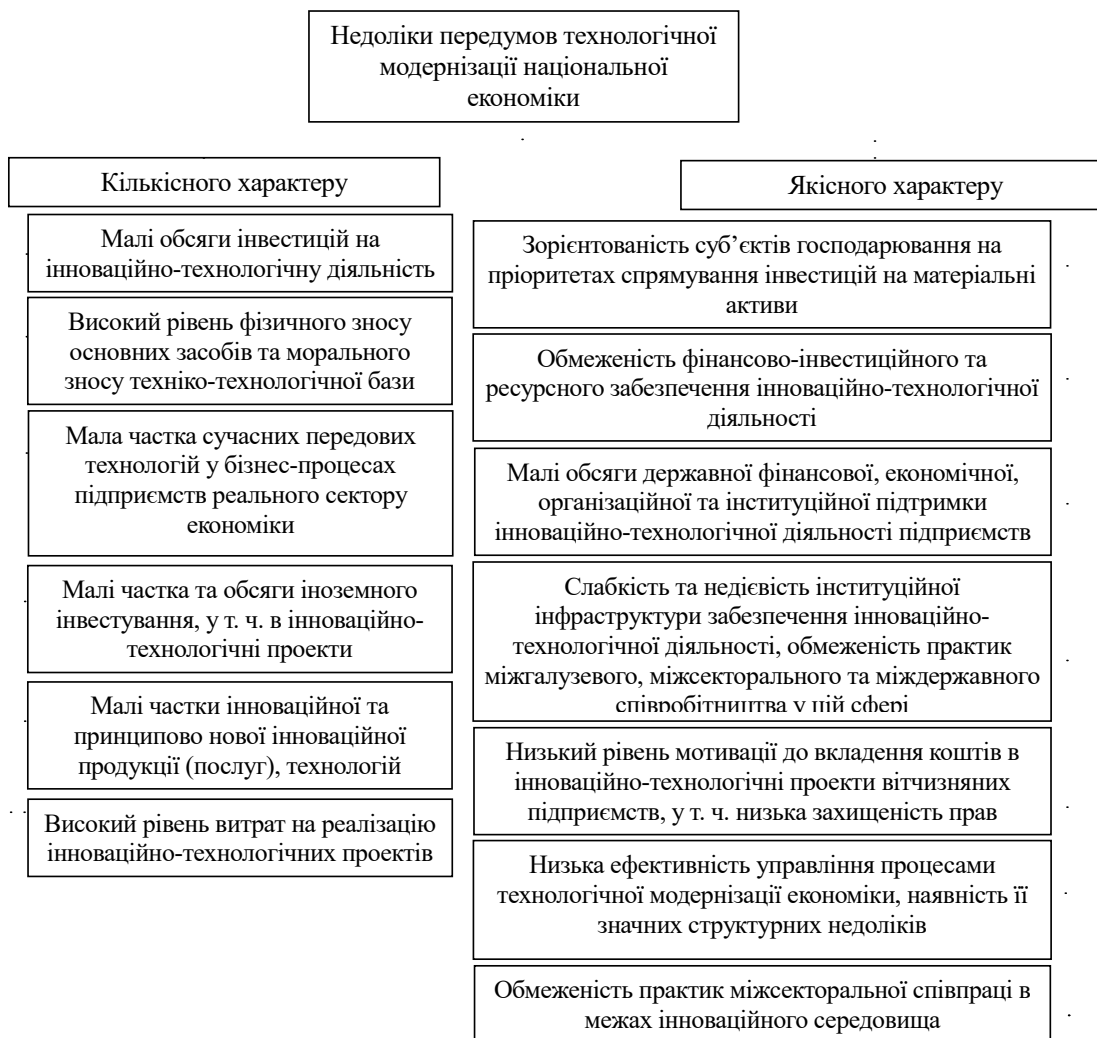 Недоліки передумов технологічної
модернізації національної
економіки
Кількісного характеру
Малі обсяги інвестицій на
інноваційно-технологічну діяльність
Високий рівень фізичного зносу
основних засобів та морального
зносу техніко-технологічної бази
Мала частка сучасних передових
технологій у бізнес-процесах
підприємств реального сектору
економіки
Малі частка та обсяги іноземного
інвестування, у т. ч. в інноваційно-
технологічні проекти
Малі частки інноваційної та
принципово нової інноваційної
продукції (послуг), технологій
Високий рівень витрат на реалізацію
інноваційно-технологічних проектів
Якісного характеру
Зорієнтованість суб’єктів господарювання на
пріоритетах спрямування інвестицій на матеріальні
активи
Обмеженість фінансово-інвестиційного та
ресурсного забезпечення інноваційно-технологічної
діяльності
Малі обсяги державної фінансової, економічної,
організаційної та інституційної підтримки
інноваційно-технологічної діяльності підприємств
Слабкість та недієвість інституційної
інфраструктури забезпечення інноваційно-
технологічної діяльності, обмеженість практик
міжгалузевого, міжсекторального та міждержавного
співробітництва у цій сфері
Низький рівень мотивації до вкладення коштів в
інноваційно-технологічні проекти вітчизняних
підприємств, у т. ч. низька захищеність прав
Низька ефективність управління процесами
технологічної модернізації економіки, наявність її
значних структурних недоліків
Обмеженість практик міжсекторальної співпраці в
межах інноваційного середовища